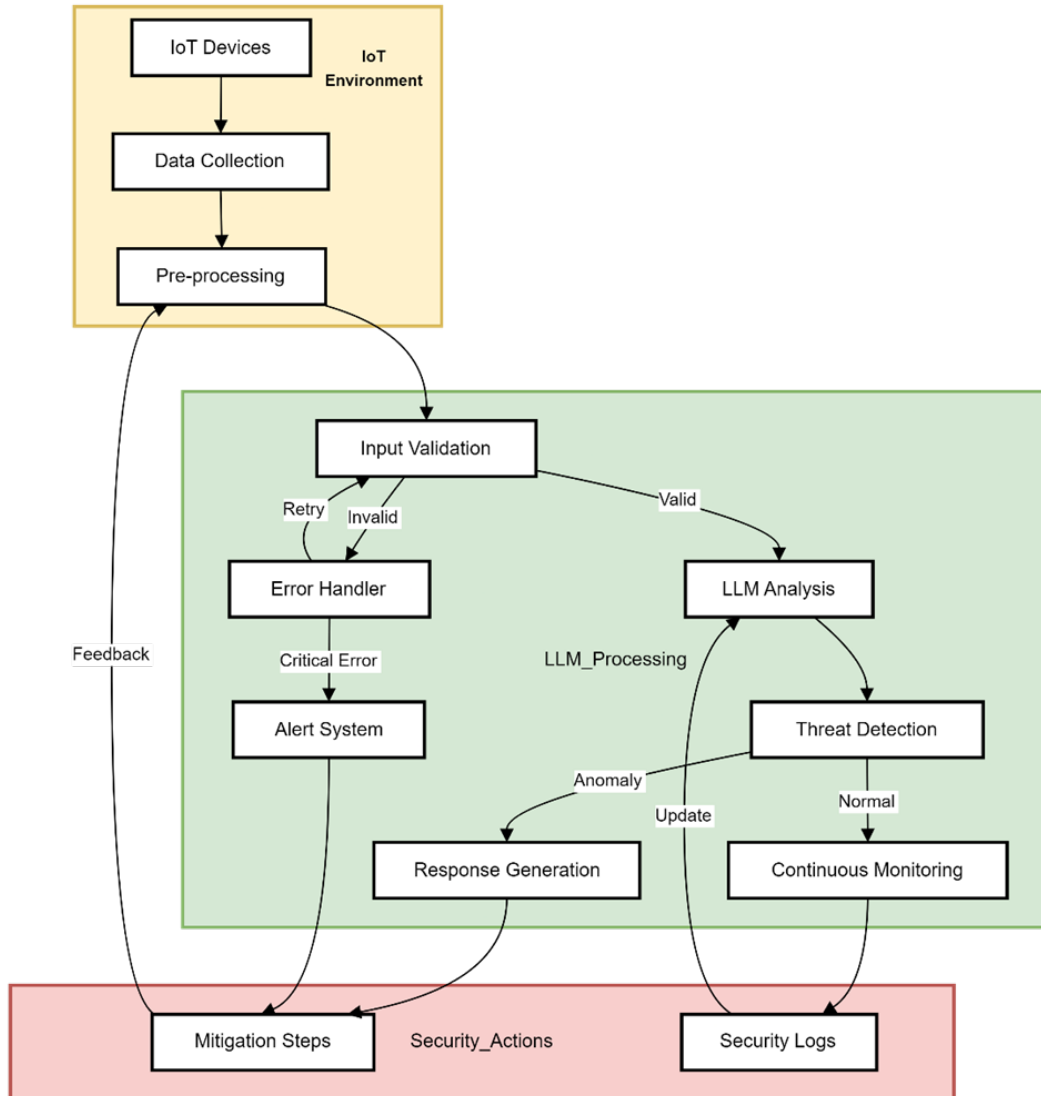 IoT Devices
IoT
Environment
Data Collection
Pre-processing
Input Validation
Retry
Invalid
Valid
Error Handler
LLM Analysis
Feedback
Critical Error
LLM_Processing
Alert System
Threat Detection
Anomaly
Normal
Update
Response Generation
Continuous Monitoring
Mitigation Steps
Security_Actions
Security Logs